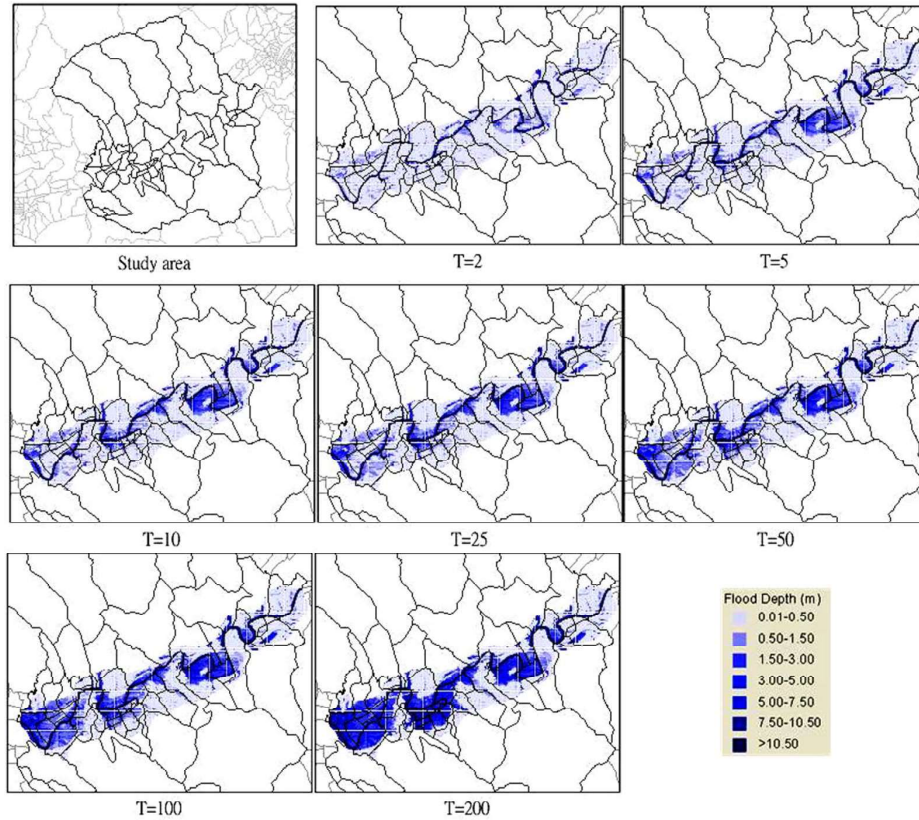 Study area
T=2
T=5
T=10
T=25
T=50
T=100
T=200
Flood Depth (m)
0.01-0.50
0.50-1.50
1.50-3.00
3.00-5.00
5.00-7.50
7.50-10.50
>10.50